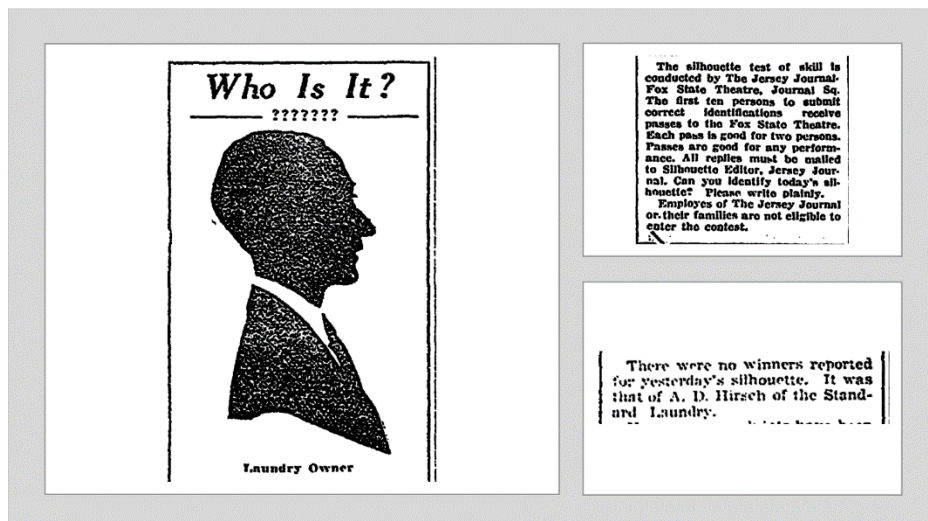 Who Is It?
???????
Laundry Owner
The silhouette test of skill is
conducted by The Jersey Journal-
Fox State Theatre, Journal Sq.
The first ten persons to submit
correct identifications receive
passes to the Fox State Theatre.
Each pass is good for two persons.
Passes are good for any perform-
ance. All replies must be mailed
to Silhouette Editor, Jersey Jour-
nal. Can you identify today's sil-
houette? Please write plainly.
Employes of The Jersey Journal
or their families are not eligible to
enter the contest.
There were no winners reported
for yesterday's silhouette. It was
that of A. D. Hirsch of the Stand-
ard Laundry.